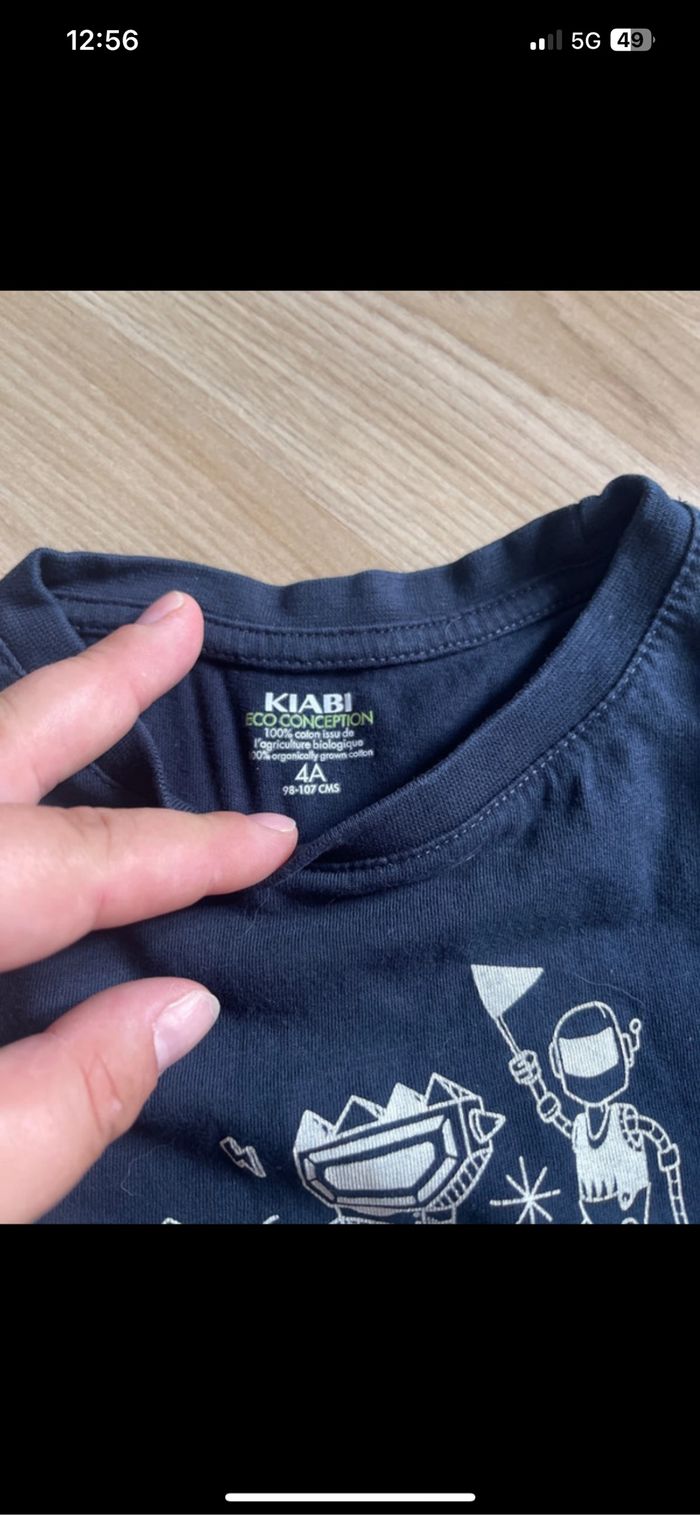 12:56
5G 49
KIABI
ECO CONCEPTION
100% coton issu de
l'agriculture biologique
00% organically grown cotton
4A
98-107 CMS